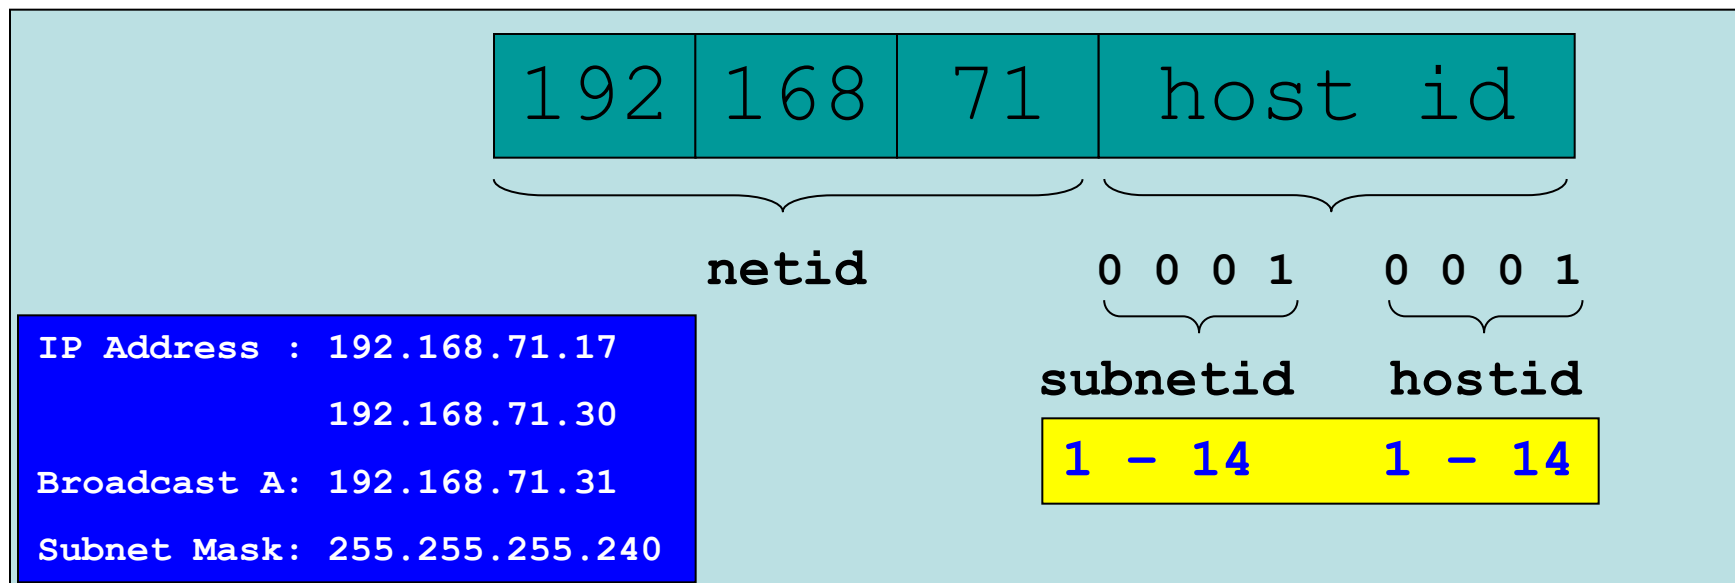 192 168 71 host id
netid
0 0 0 1 0 0 0 1
subnetid hostid
1 - 14 1 - 14
IP Address : 192.168.71.17
192.168.71.30
Broadcast A: 192.168.71.31
Subnet Mask: 255.255.255.240